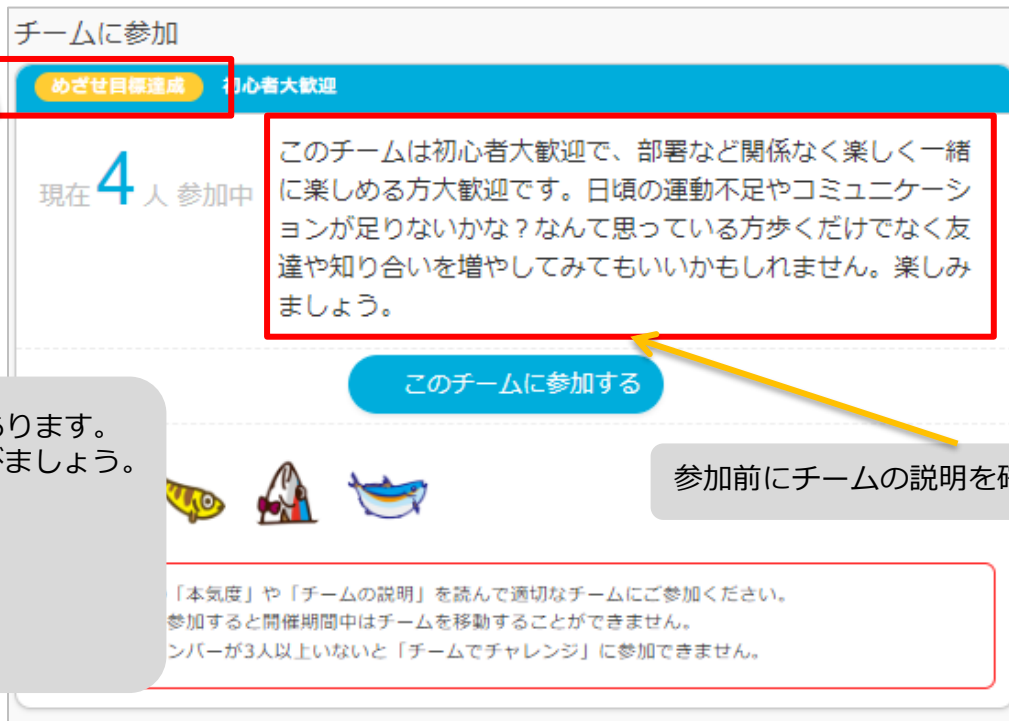 チームに参加
めざせ目標達成 初心者大歓迎
現在4人 参加中
このチームは初心者大歓迎で、部署など関係なく楽しく一緒
に楽しめる方大歓迎です。日頃の運動不足やコミュニケーシ
ョンが足りないかな？なんて思っている方歩くだけでなく友
達や知り合いを増やしてみてもいいかもしれません。楽しみ
ましょう。
このチームに参加する
ります。
ましょう。
参加前にチームの説明を
「本気度」や「チームの説明」を読んで適切なチームにご参加ください。
参加すると開催期間中はチームを移動することができません。
ンバーが3人以上いないと「チームでチャレンジ」に参加できません。